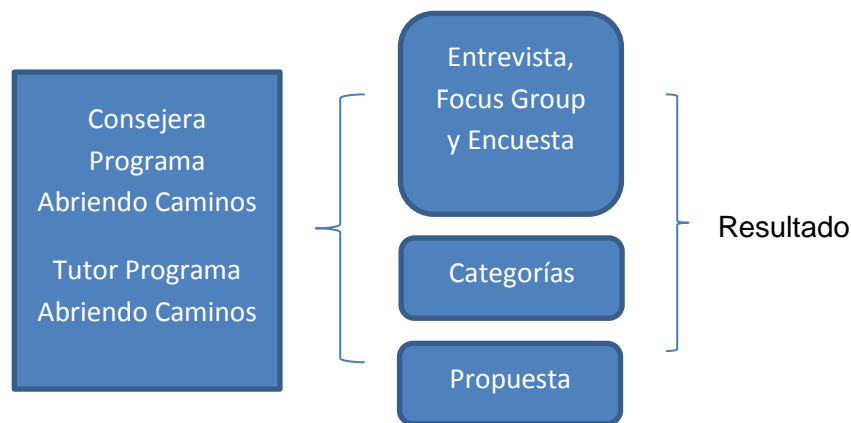 Consejera
Programa
Abriendo Caminos
Tutor Programa
Abriendo Caminos
Entrevista,
Focus Group
y Encuesta
Categorías
Propuesta
Resultado